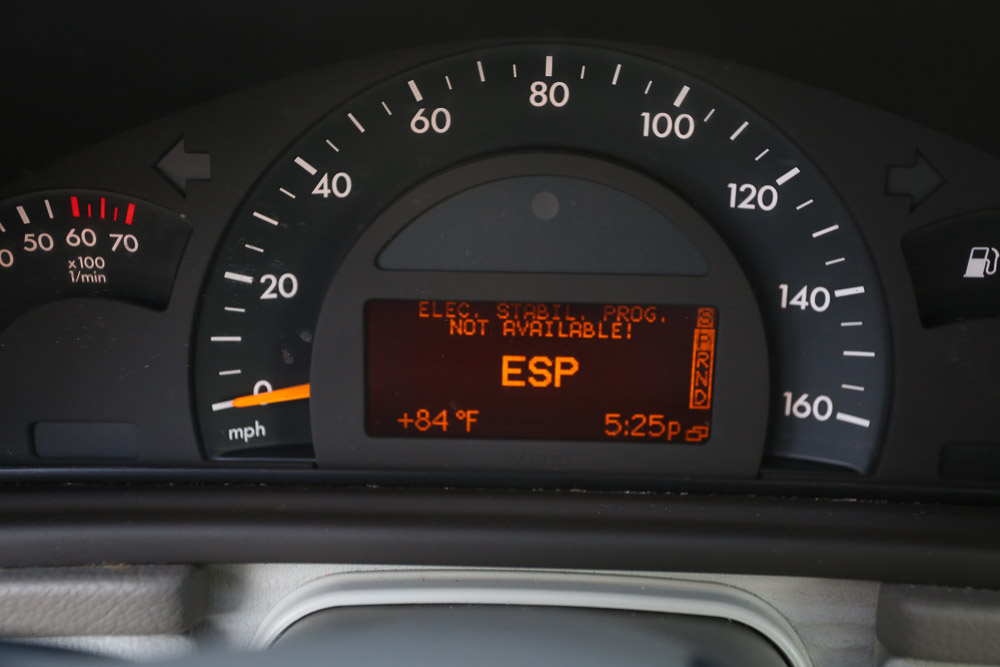 20
40
60
80
100
120
140
160
0
mph
50
60
70
x100
1/min
ELEC. STABIL. PROG.
NOT AVAILABLE!
ESP
+84 °F
5:25p
S
P
R
N
D